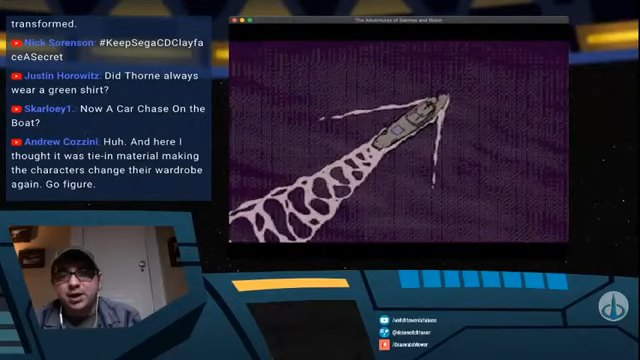 transformed.
Nick Sorenson: #KeepSegaCDClayfa
ceASecret
Justin Horowitz: Did Thorne always
wear a green shirt?
Skarloey1.: Now A Car Chase On the
Boat?
Andrew Cozzini: Huh. And here I
thought it was tie-in material making
the characters change their wardrobe
again. Go figure.
The Adventures of Batman and Robin
@dcauwatchtower
/dcauwatchtower